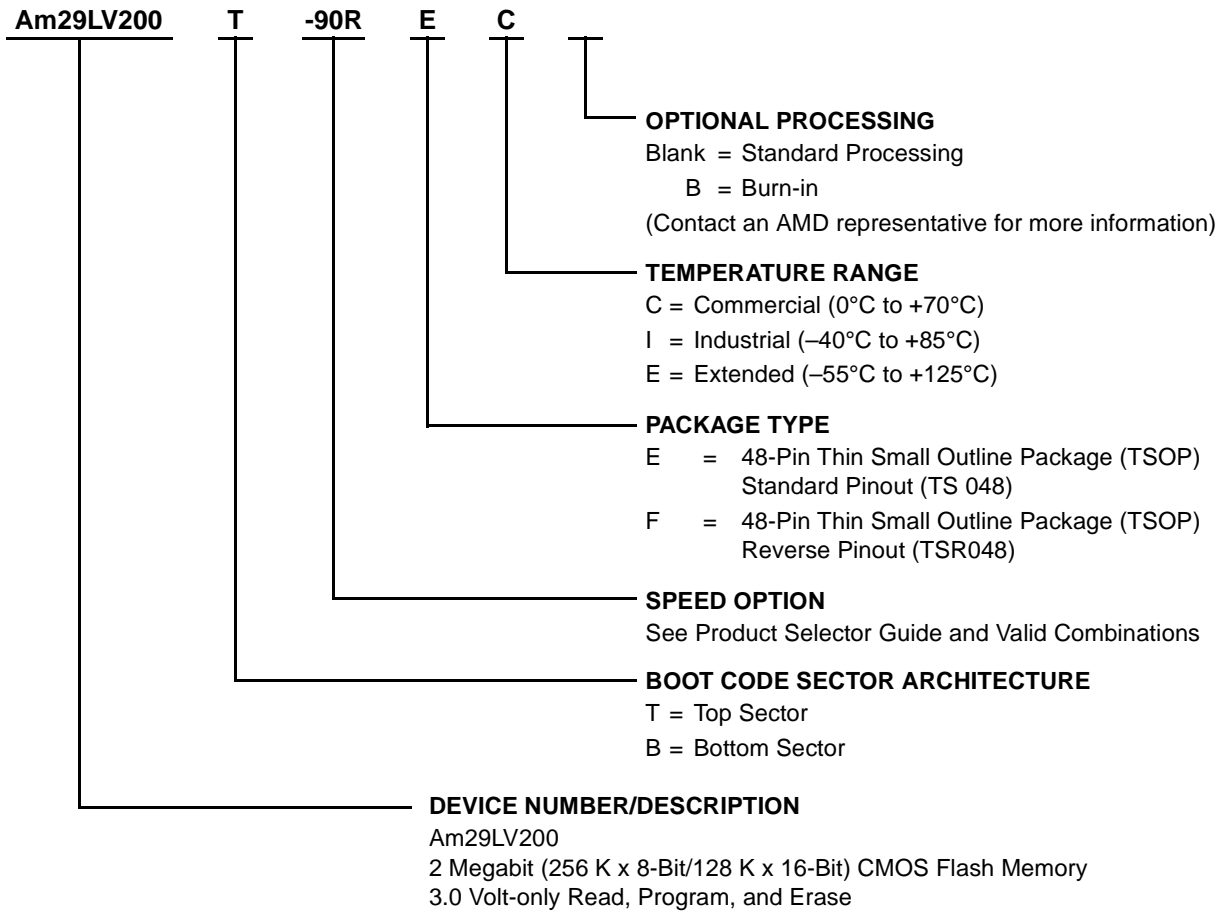 Am29LV200 T -90R E C
OPTIONAL PROCESSING
Blank = Standard Processing
B = Burn-in
(Contact an AMD representative for more information)
TEMPERATURE RANGE
C = Commercial (0°C to +70°C)
I = Industrial (–40°C to +85°C)
E = Extended (–55°C to +125°C)
PACKAGE TYPE
E = 48-Pin Thin Small Outline Package (TSOP)
Standard Pinout (TS 048)
F = 48-Pin Thin Small Outline Package (TSOP)
Reverse Pinout (TSR048)
SPEED OPTION
See Product Selector Guide and Valid Combinations
BOOT CODE SECTOR ARCHITECTURE
T = Top Sector
B = Bottom Sector
DEVICE NUMBER/DESCRIPTION
Am29LV200
2 Megabit (256 K x 8-Bit/128 K x 16-Bit) CMOS Flash Memory
3.0 Volt-only Read, Program, and Erase